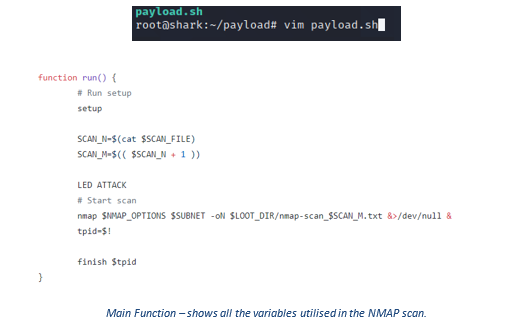 payload.sh
root@shark:~/payload# vim payload.sh
function run() {
# Run setup
setup
SCAN_N=$(cat $SCAN_FILE)
SCAN_M=$(( $SCAN_N + 1 ))
LED ATTACK
# Start scan
nmap $NMAP_OPTIONS $SUBNET -oN $LOOT_DIR/nmap-scan_$SCAN_M.txt &>/dev/null &
tpid=$!
finish $tpid
}
Main Function – shows all the variables utilised in the NMAP scan.